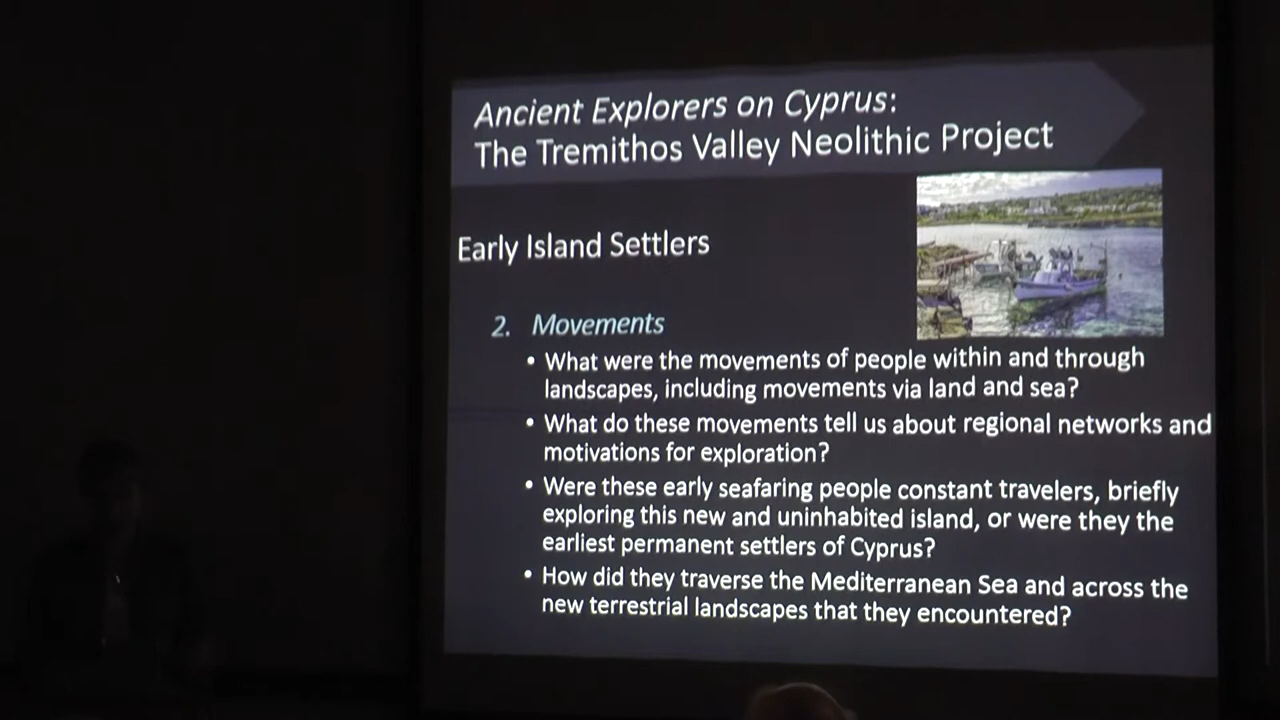 Ancient Explorers on Cyprus:
The Tremithos Valley Neolithic Project
Early Island Settlers
2. Movements
• What were the movements of people within and through
landscapes, including movements via land and sea?
• What do these movements tell us about regional networks and
motivations for exploration?
• Were these early seafaring people constant travelers, briefly
exploring this new and uninhabited island, or were they the
earliest permanent settlers of Cyprus?
• How did they traverse the Mediterranean Sea and across the
new terrestrial landscapes that they encountered?